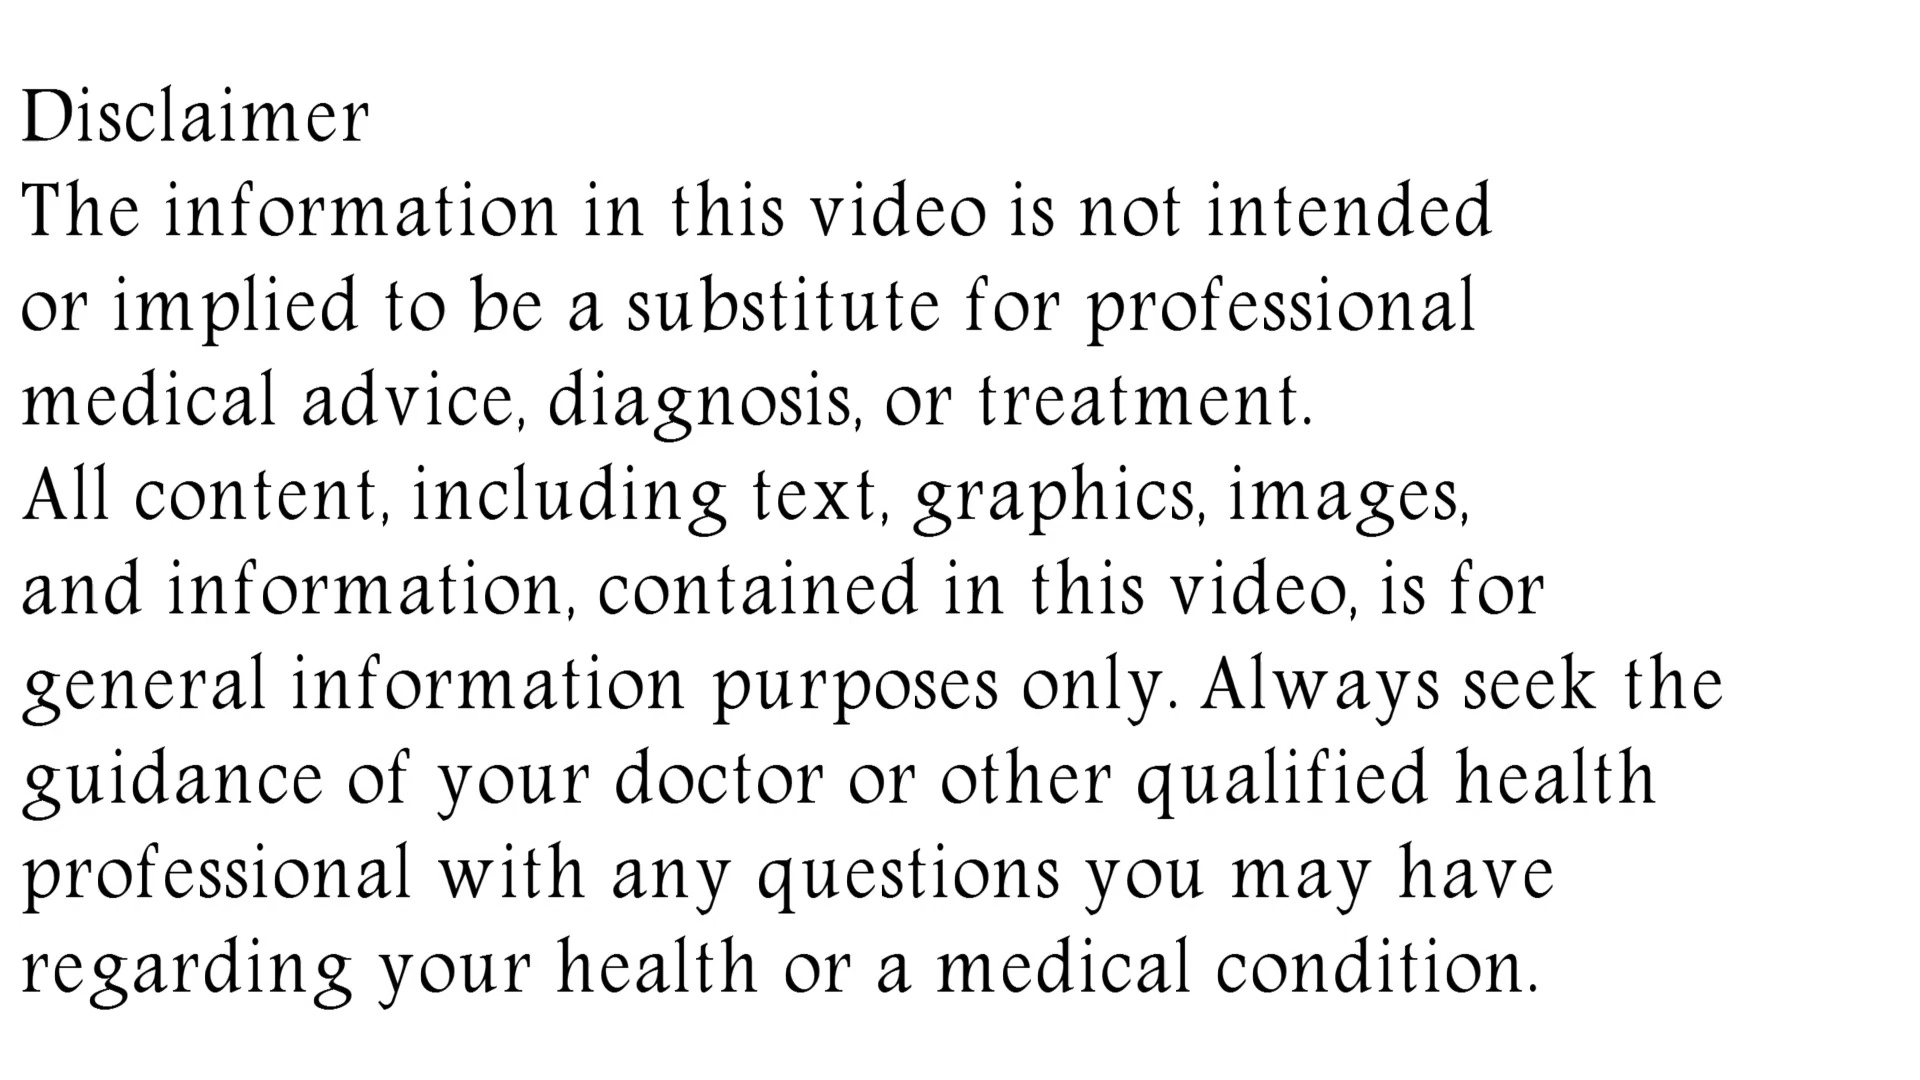 Disclaimer
The information in this video is not intended
or implied to be a substitute for professional
medical advice, diagnosis, or treatment.
All content, including text, graphics, images,
and information, contained in this video, is for
general information purposes only. Always seek the
guidance of your doctor or other qualified health
professional with any questions you may have
regarding your health or a medical condition.